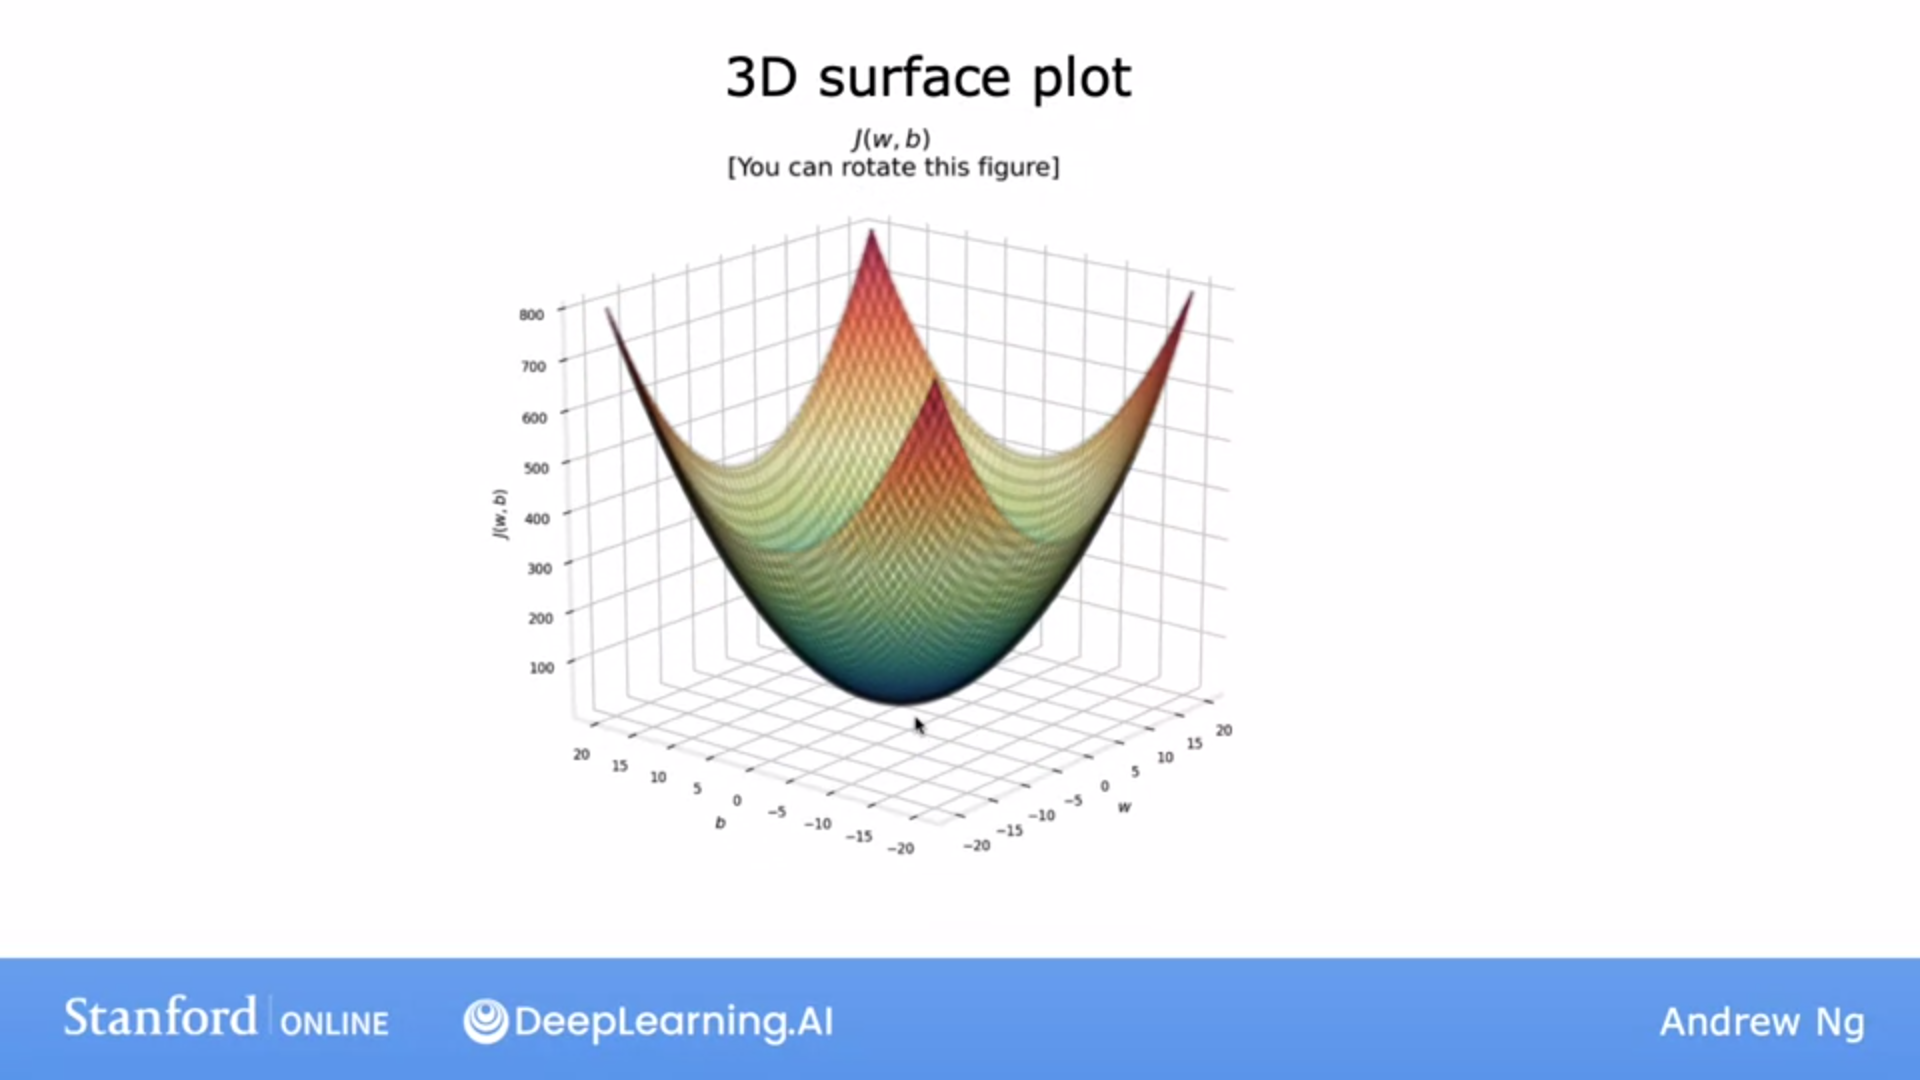 3D surface plot
J(w, b)
[You can rotate this figure]
800
700
600
500
400
300
200
100
J(w, b)
20
15
10
5
0
−5
−10
−15
−20
b
−20
−15
−10
−5
0
5
10
15
20
w
Stanford | ONLINE
DeepLearning.AI
Andrew Ng